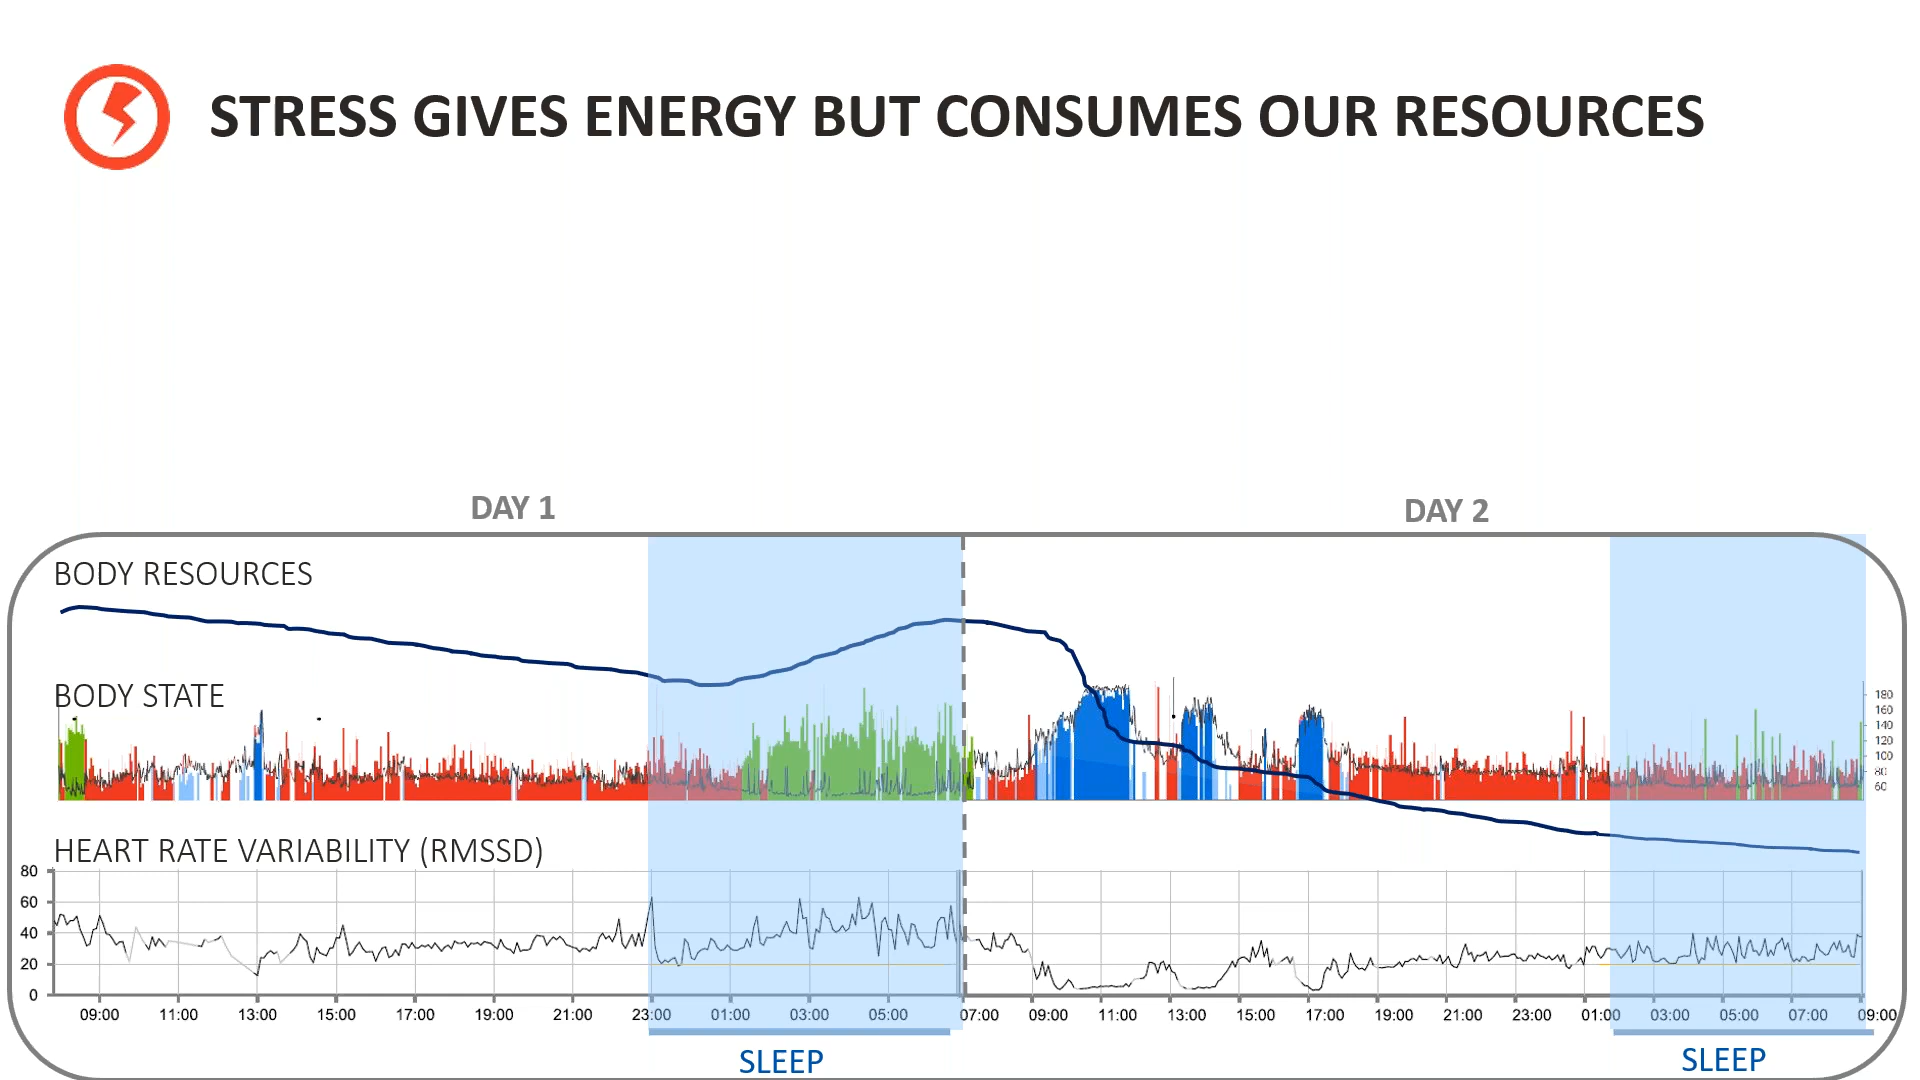 STRESS GIVES ENERGY BUT CONSUMES OUR RESOURCES
DAY 1
DAY 2
BODY RESOURCES
BODY STATE
180
160
140
120
100
80
60
HEART RATE VARIABILITY (RMSSD)
80
60
40
20
0
09:00 11:00 13:00 15:00 17:00 19:00 21:00 23:00 01:00 03:00 05:00 07:00 09:00 11:00 13:00 15:00 17:00 19:00 21:00 23:00 01:00 03:00 05:00 07:00 09:00
SLEEP
SLEEP